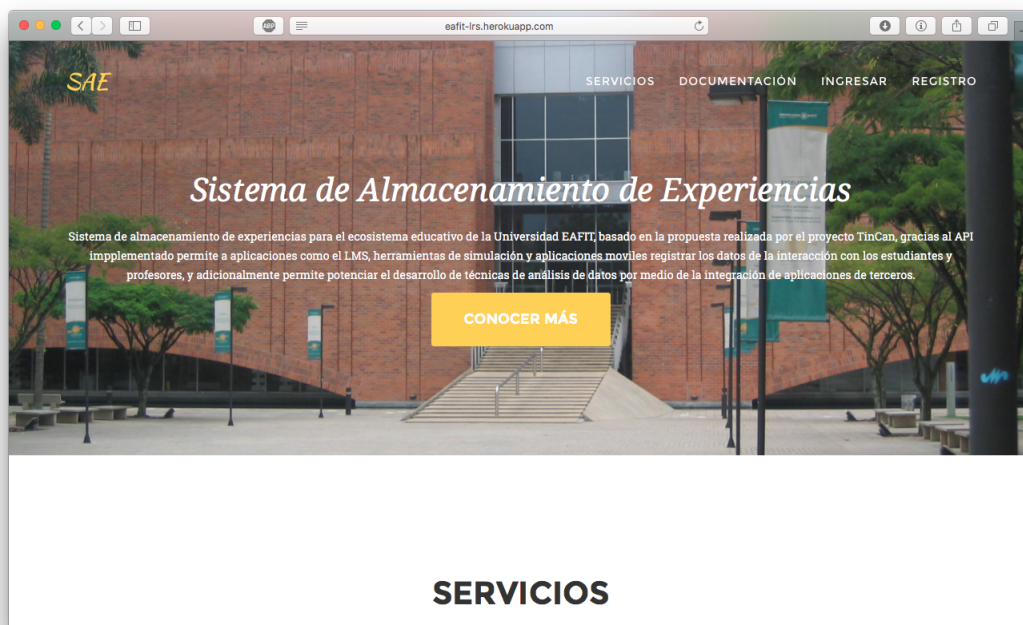 ABP
eafit-lrs.herokuapp.com
SAE
SERVICIOS DOCUMENTACIÓN INGRESAR REGISTRO
Sistema de Almacenamiento de Experiencias
Sistema de almacenamiento de experiencias para el ecosistema educativo de la Universidad EAFIT, basado en la propuesta realizada por el proyecto TinCan, gracias al API
impplementado permite a aplicaciones como el LMS, herramientas de simulación y aplicaciones moviles registrar los datos de la interacción con los estudiantes y
profesores, y adicionalmente permite potenciar el desarrollo de técnicas de análisis de datos por medio de la integración de aplicaciones de terceros.
CONOCER MÁS
SERVICIOS